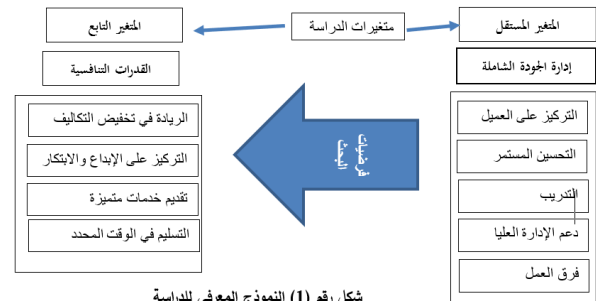 متغيرات الدراسة
المتغير المستقل
إدارة الجودة الشاملة
التركيز على العميل
التحسين المستمر
التدريب
دعم الإدارة العليا
فرق العمل
فرضيات
البحث
المتغير التابع
القدرات التنافسية
الريادة في تخفيض التكاليف
التركيز على الإبداع والابتكار
تقديم خدمات متميزة
التسليم في الوقت المحدد
شكل رقم (1) النموذج المعرفي للدراسة